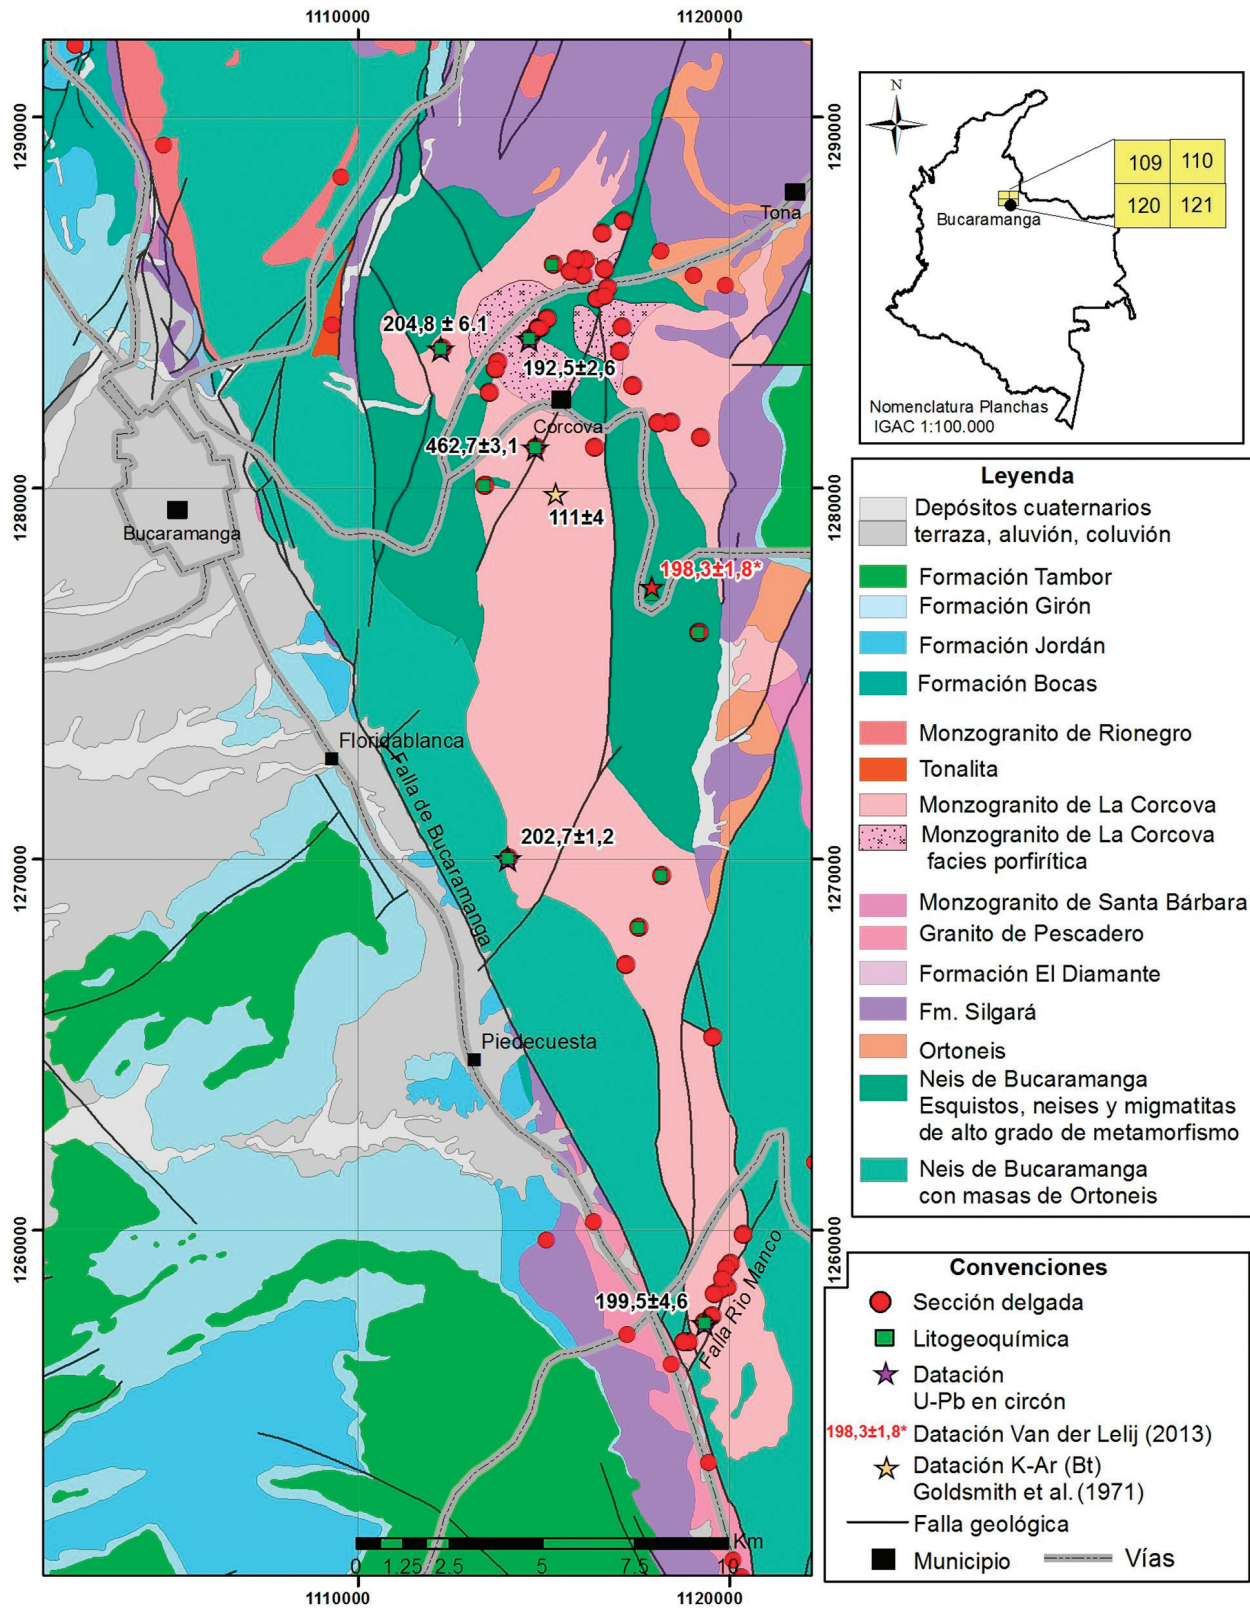 1110000
1120000
1290000
1290000
1280000
1280000
1270000
1270000
1260000
1260000
1110000
1120000
Tona
204,8 ± 6.1
192,5±2,6
Corcova
462,7±3,1
111±4
Bucaramanga
198,3±1,8*
Floridablanca
Falla de Bucaramanga
202,7±1,2
Piedecuesta
199,5±4,6
Falla Rio Manco
Km
0 1.25 2.5 5 7.5 10
N
109 110
120 121
Bucaramanga
Nomenclatura Planchas
IGAC 1:100.000
Leyenda
Depósitos cuaternarios
terraza, aluvión, coluvión
Formación Tambor
Formación Girón
Formación Jordán
Formación Bocas
Monzogranito de Rionegro
Tonalita
Monzogranito de La Corcova
Monzogranito de La Corcova
facies porfirítica
Monzogranito de Santa Bárbara
Granito de Pescadero
Formación El Diamante
Fm. Silgará
Ortoneis
Neis de Bucaramanga
Esquistos, neises y migmatitas
de alto grado de metamorfismo
Neis de Bucaramanga
con masas de Ortoneis
Convenciones
Sección delgada
Litogeoquímica
Datación
U-Pb en circón
198,3±1,8* Datación Van der Lelij (2013)
Datación K-Ar (Bt)
Goldsmith et al. (1971)
Falla geológica
Municipio Vías